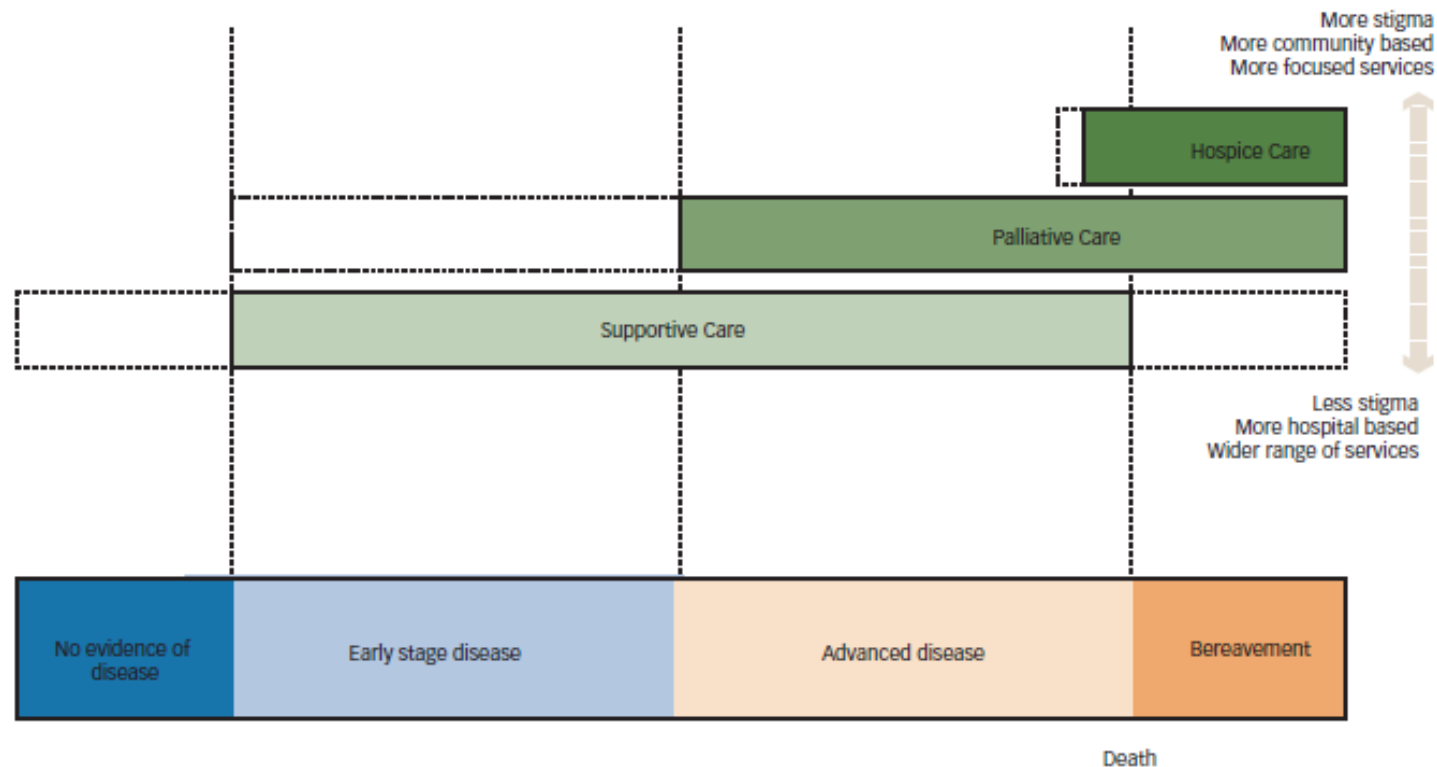 More stigma
More community based
More focused services
Hospice Care
Palliative Care
Supportive Care
Less stigma
More hospital based
Wider range of services
No evidence of
disease
Early stage disease
Advanced disease
Bereavement
Death